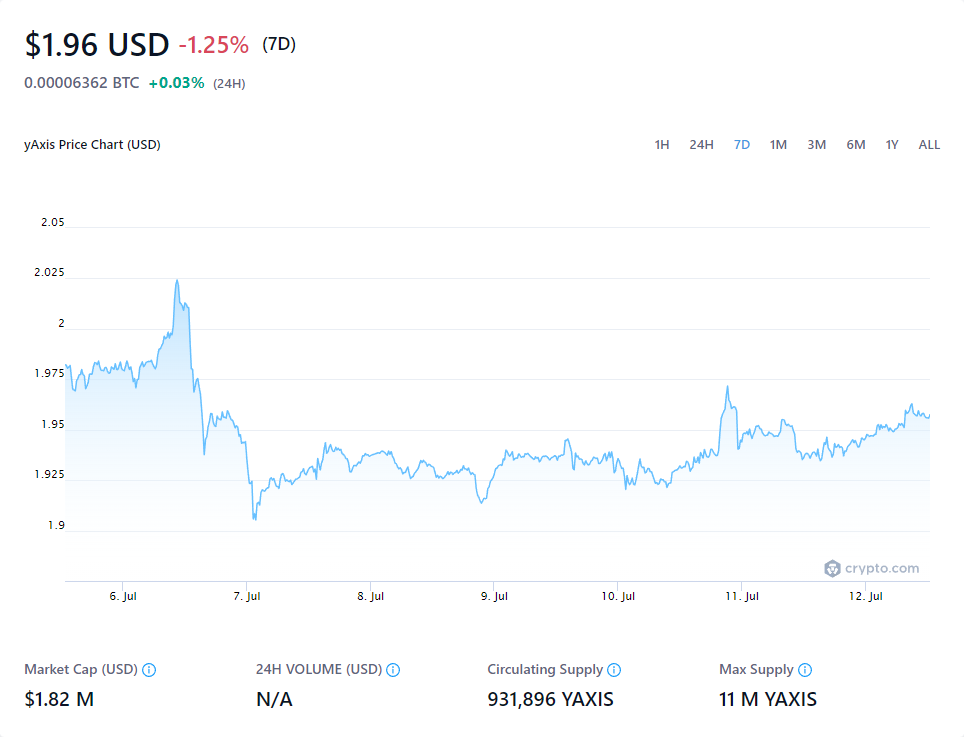 $1.96 USD -1.25% (7D)
0.00006362 BTC +0.03% (24H)
yAxis Price Chart (USD) 1H 24H 7D 1M 3M 6M 1Y ALL
2.05
2.025
2
1.975
1.95
1.925
1.9
crypto.com
6. Jul 7. Jul 8. Jul 9. Jul 10. Jul 11. Jul 12. Jul
Market Cap (USD) 24H VOLUME (USD) Circulating Supply Max Supply
$1.82 M N/A 931,896 YAXIS 11 M YAXIS